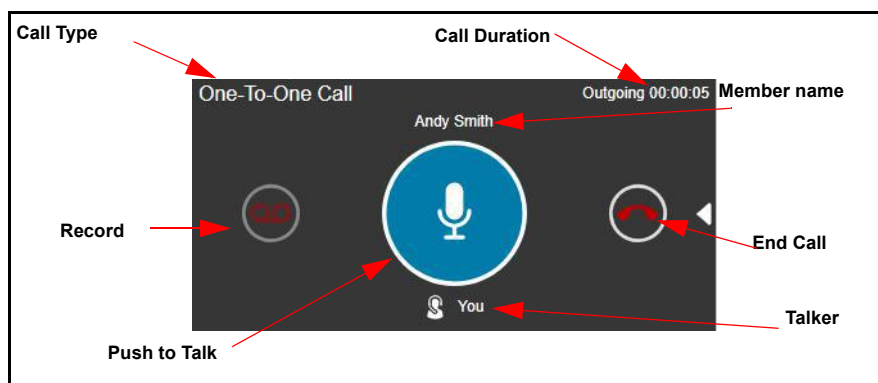 Call Type
Call Duration
One-To-One Call
Outgoing 00:00:05
Member name
Andy Smith
Record
End Call
You
Talker
Push to Talk